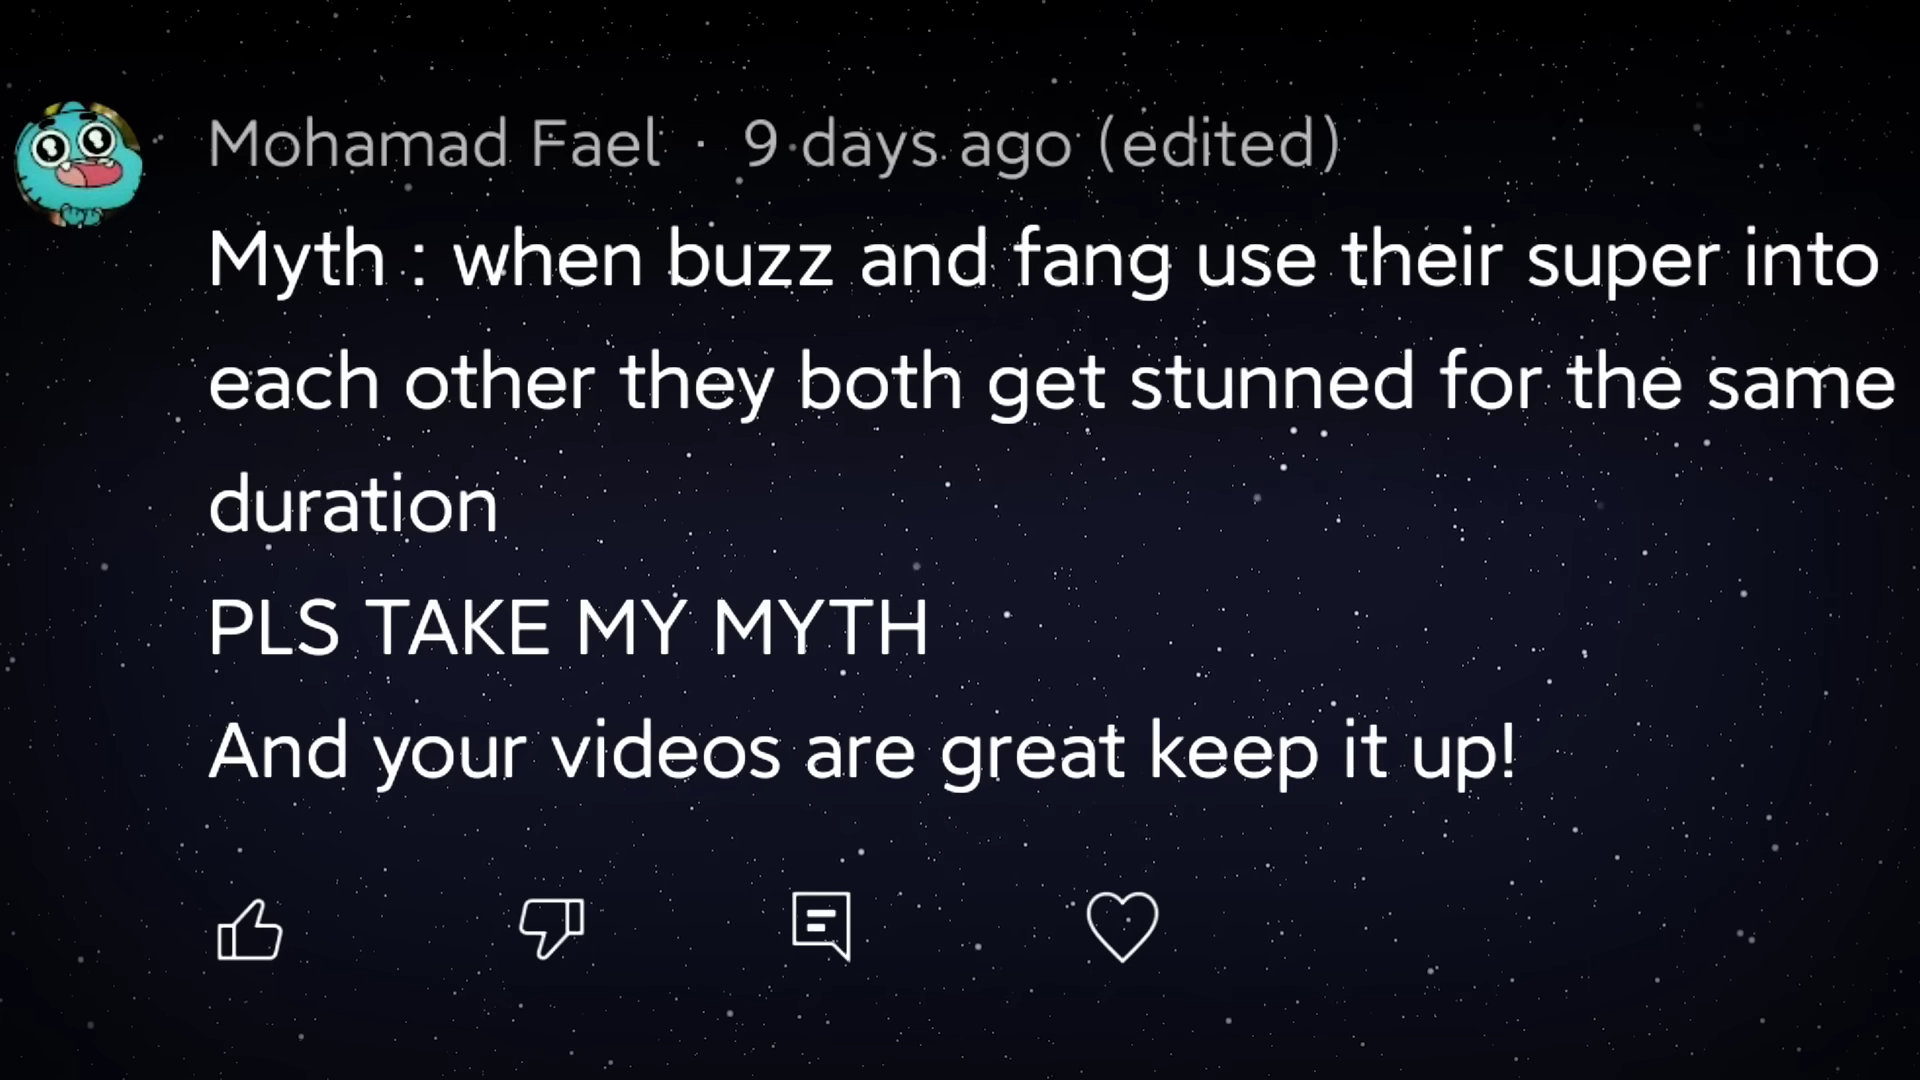 Mohamad Fael · 9 days ago (edited)
Myth : when buzz and fang use their super into
each other they both get stunned for the same
duration
PLS TAKE MY MYTH
And your videos are great keep it up!